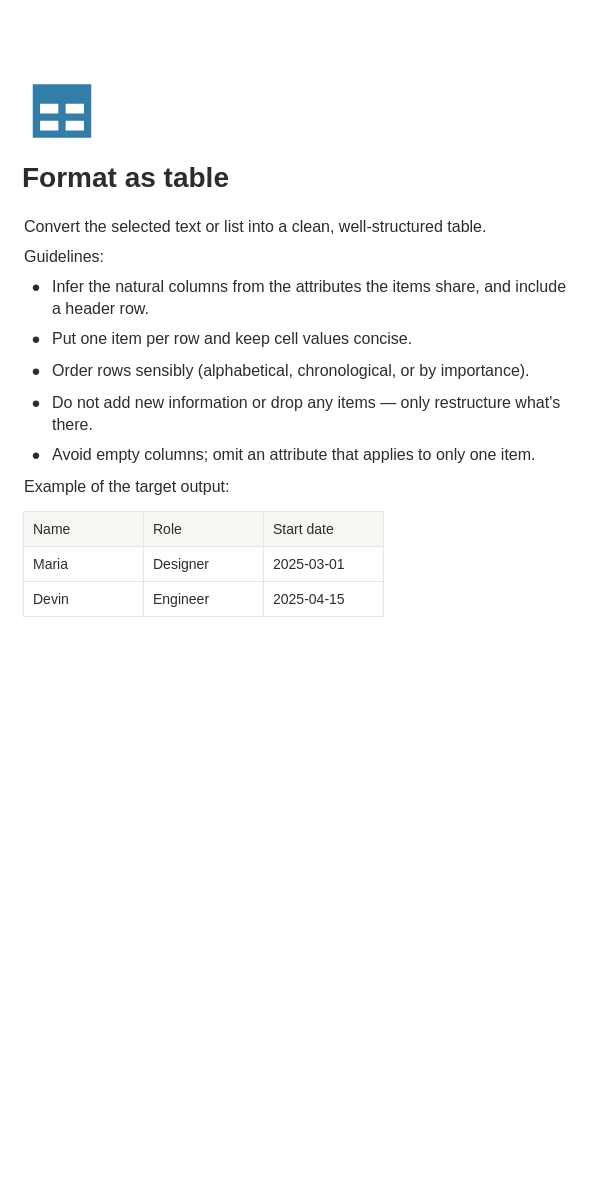 Format as table
Convert the selected text or list into a clean, well-structured table.
Guidelines:
● Infer the natural columns from the attributes the items share, and include
a header row.
● Put one item per row and keep cell values concise.
● Order rows sensibly (alphabetical, chronological, or by importance).
● Do not add new information or drop any items — only restructure what's
there.
● Avoid empty columns; omit an attribute that applies to only one item.
Example of the target output:
Name Role Start date
Maria Designer 2025-03-01
Devin Engineer 2025-04-15